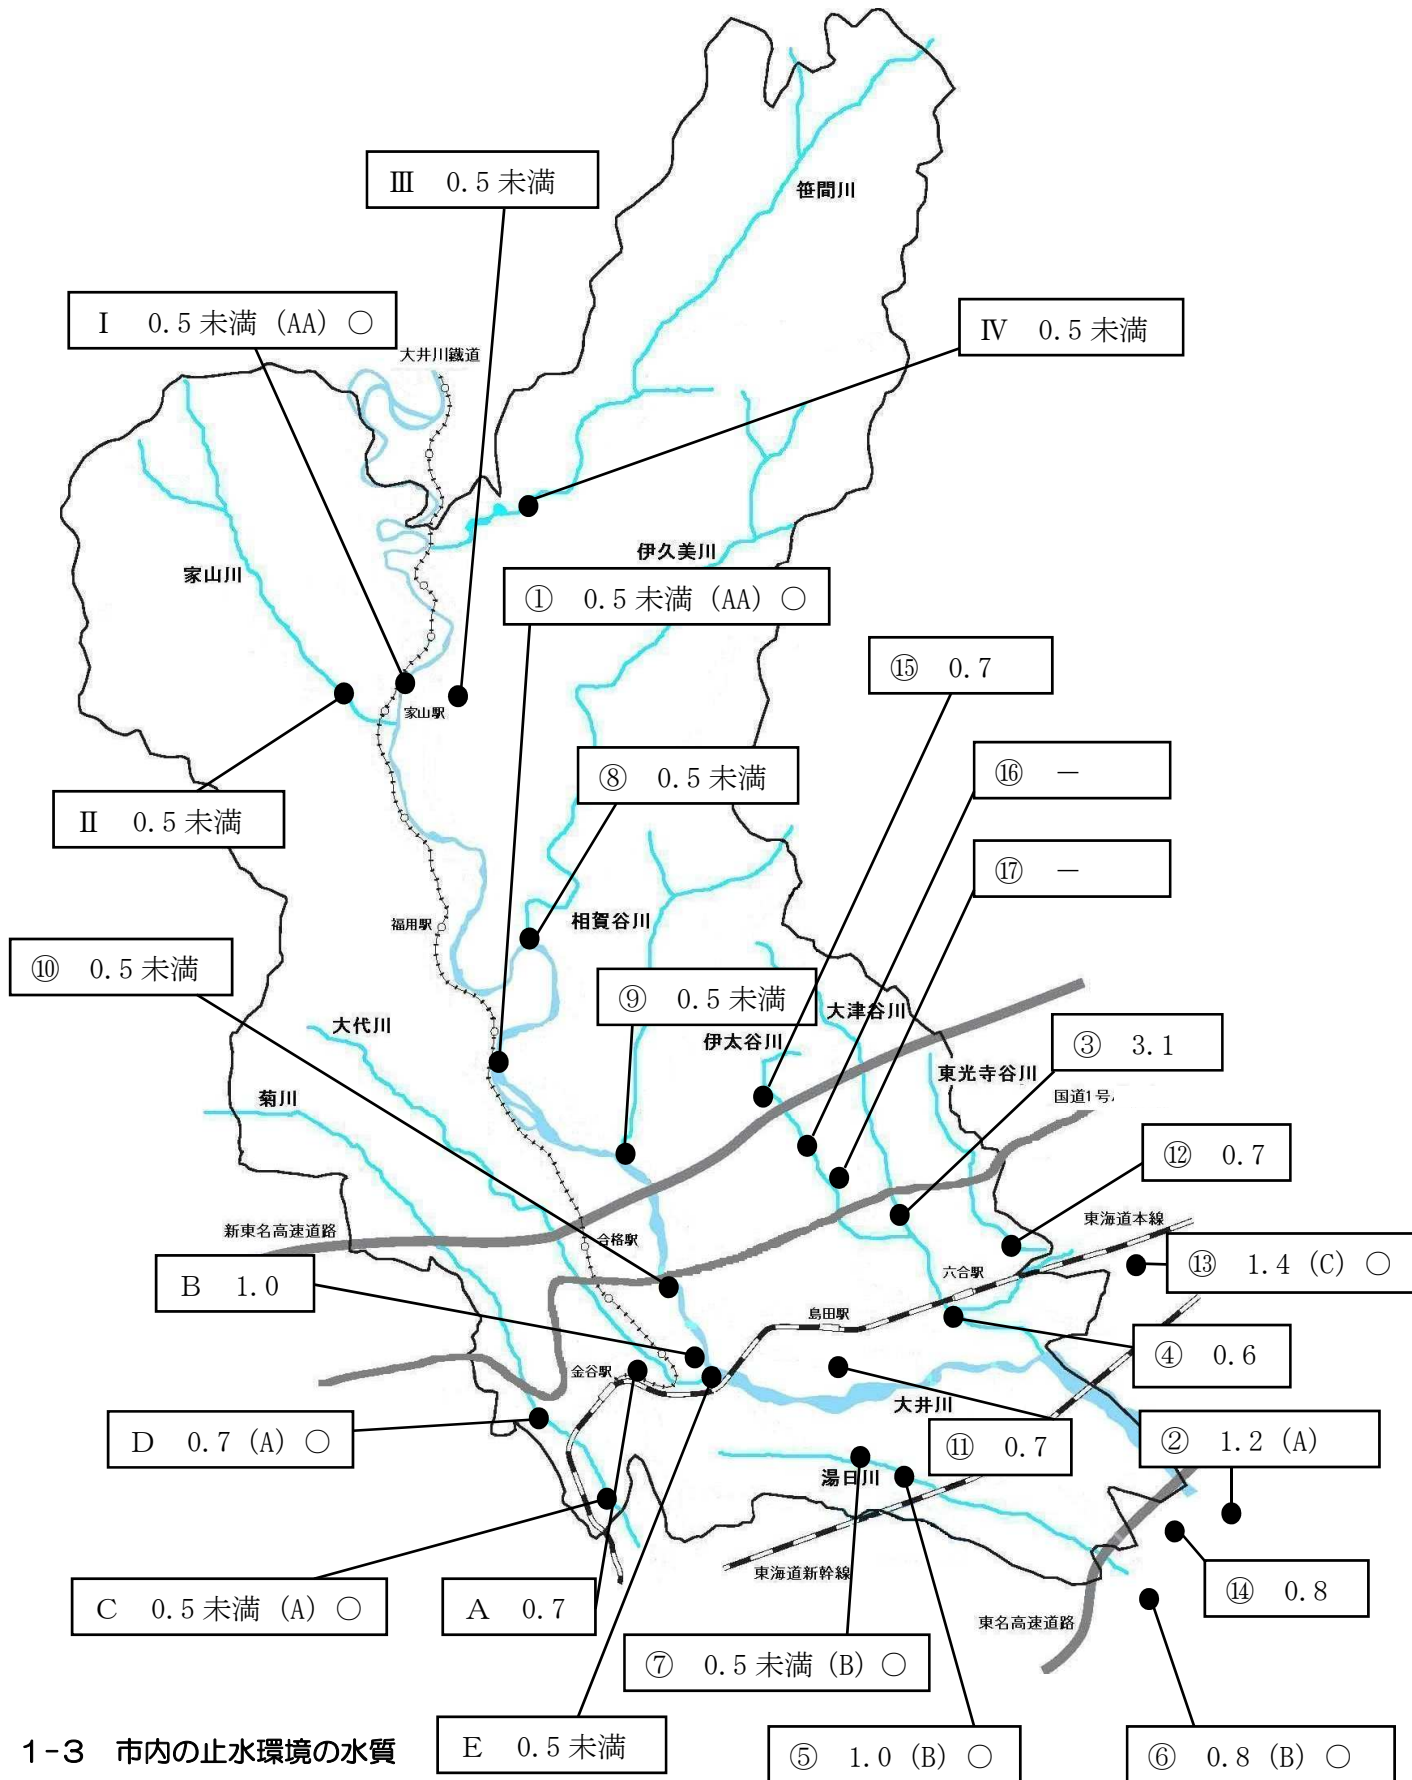 笹間川
Ⅲ 0.5 未満
Ⅰ 0.5 未満 (AA) ○
Ⅳ 0.5 未満
大井川鐵道
家山川
伊久美川
① 0.5 未満 (AA) ○
⑮ 0.7
家山駅
⑯ －
⑧ 0.5 未満
Ⅱ 0.5 未満
⑰ －
福用駅
相賀谷川
⑩ 0.5 未満
⑨ 0.5 未満
大津谷川
大代川
伊太谷川
③ 3.1
東光寺谷川
菊川
国道1号
⑫ 0.7
新東名高速道路
合格駅
東海道本線
B 1.0
六合駅
⑬ 1.4 (C) ○
島田駅
④ 0.6
金谷駅
大井川
D 0.7 (A) ○
⑪ 0.7
② 1.2 (A)
湯日川
東海道新幹線
C 0.5 未満 (A) ○
A 0.7
⑭ 0.8
東名高速道路
⑦ 0.5 未満 (B) ○
E 0.5 未満
⑤ 1.0 (B) ○
⑥ 0.8 (B) ○
1-3 市内の止水環境の水質